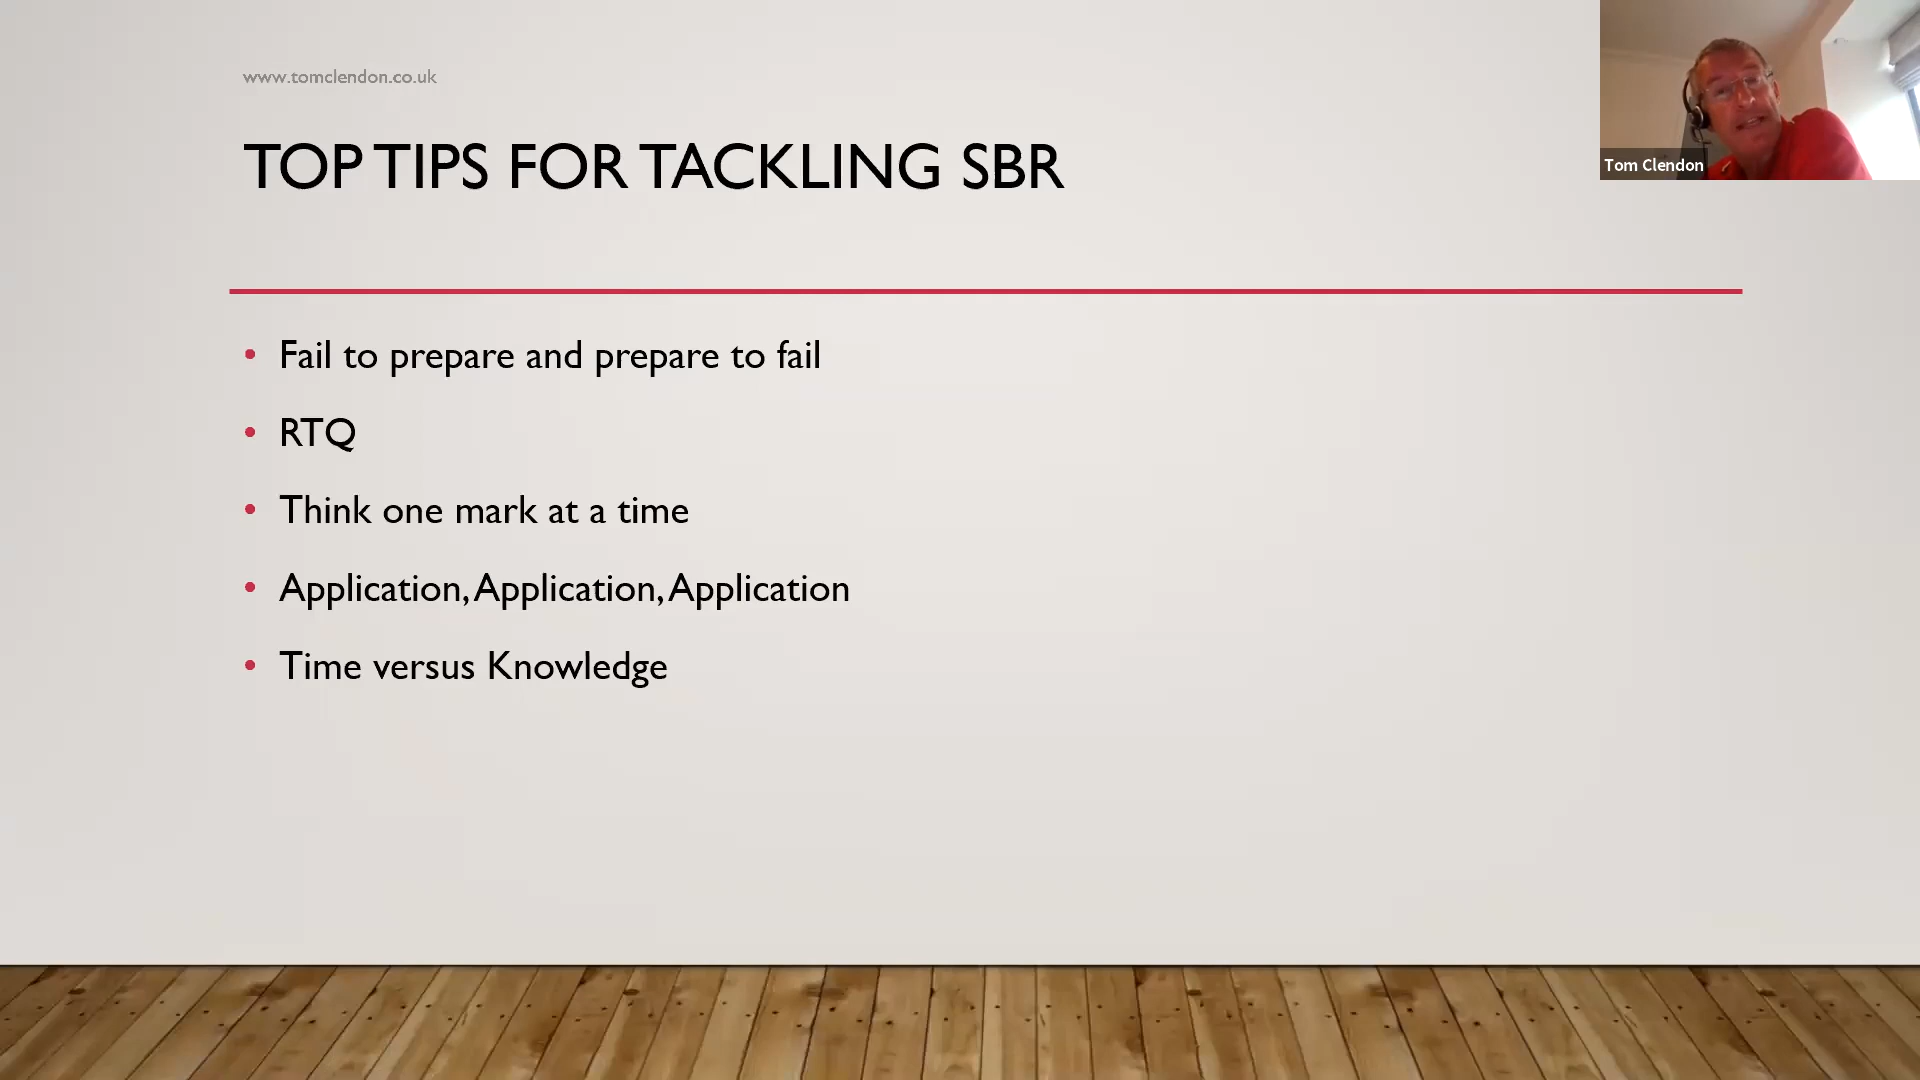 www.tomclendon.co.uk
Tom Clendon
TOP TIPS FOR TACKLING SBR
• Fail to prepare and prepare to fail
• RTQ
• Think one mark at a time
• Application, Application, Application
• Time versus Knowledge